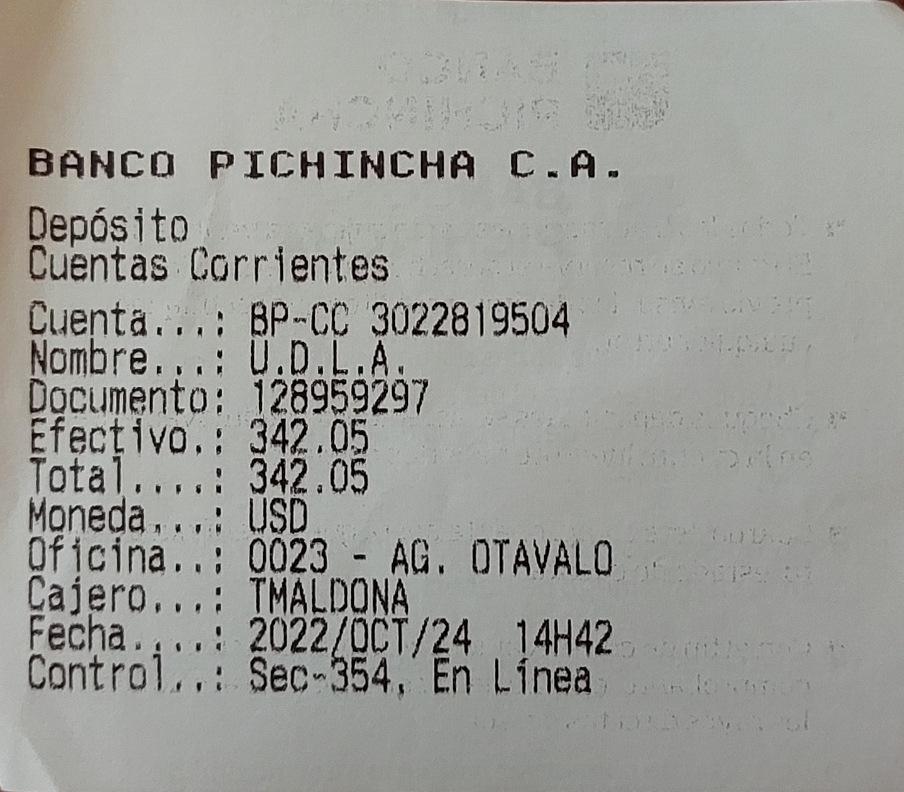 BANCO PICHINCHA C.A.
Depósito
Cuentas Corrientes
Cuenta...: BP-CC 3022819504
Nombre...: U.D.L.A.
Documento: 128959297
Efectivo.: 342.05
Total....: 342.05
Moneda...: USD
Oficina..: 0023 - AG. OTAVALO
Cajero...: TMALDONA
Fecha....: 2022/OCT/24 14H42
Control..: Sec-354, En Línea